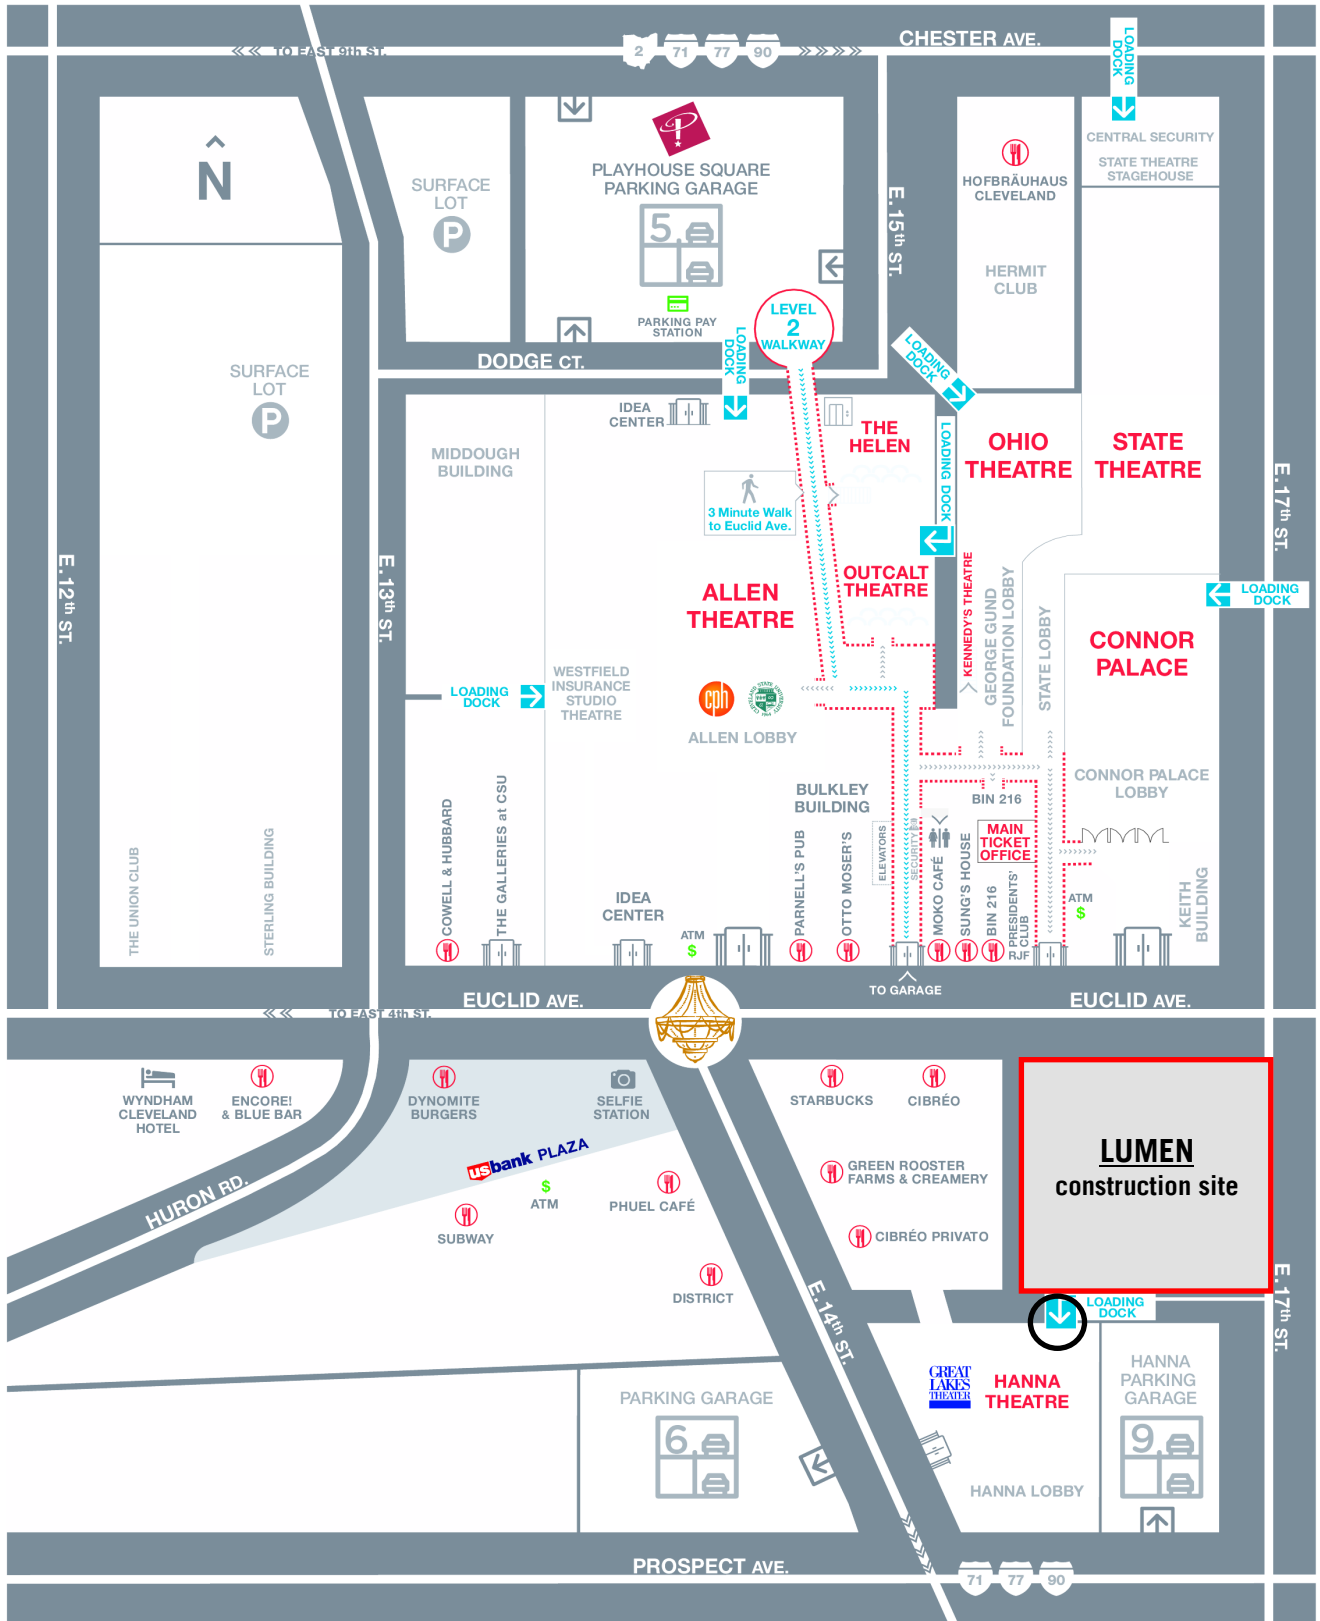 CHESTER AVE.
TO EAST 9th ST.
2
71
77
90
LOADING
DOCK
CENTRAL SECURITY
STATE THEATRE
STAGEHOUSE
N
SURFACE
LOT
P
PLAYHOUSE SQUARE
PARKING GARAGE
5
PARKING PAY
STATION
E. 15th ST.
HOFBRÄUHAUS
CLEVELAND
HERMIT
CLUB
LEVEL
2
WALKWAY
DODGE CT.
LOADING
DOCK
LOADING
DOCK
SURFACE
LOT
P
IDEA
CENTER
THE
HELEN
OHIO
THEATRE
STATE
THEATRE
LOADING DOCK
MIDDOUGH
BUILDING
3 Minute Walk
to Euclid Ave.
E. 17th ST.
E. 12th ST.
E. 13th ST.
ALLEN
THEATRE
OUTCALT
THEATRE
KENNEDY'S THEATRE
GEORGE GUND
FOUNDATION LOBBY
STATE LOBBY
LOADING
DOCK
CONNOR
PALACE
WESTFIELD
INSURANCE
STUDIO
THEATRE
LOADING
DOCK
cph
CLEVELAND STATE UNIVERSITY
1964
ALLEN LOBBY
BULKLEY
BUILDING
BIN 216
MAIN
TICKET
OFFICE
CONNOR PALACE
LOBBY
THE UNION CLUB
STERLING BUILDING
COWELL & HUBBARD
THE GALLERIES at CSU
IDEA
CENTER
ATM
$
PARNELL'S PUB
OTTO MOSER'S
ELEVATORS
SECURITY
MOKO CAFÉ
SUNG'S HOUSE
BIN 216
RJF PRESIDENTS'
CLUB
ATM
$
KEITH
BUILDING
TO GARAGE
EUCLID AVE.
EUCLID AVE.
TO EAST 4th ST.
WYNDHAM
CLEVELAND
HOTEL
ENCORE!
& BLUE BAR
DYNOMITE
BURGERS
SELFIE
STATION
STARBUCKS
CIBRÉO
usbank PLAZA
$
ATM
SUBWAY
PHUEL CAFÉ
DISTRICT
HURON RD.
GREEN ROOSTER
FARMS & CREAMERY
CIBRÉO PRIVATO
LUMEN
construction site
E. 17th ST.
LOADING
DOCK
E. 14th ST.
GREAT
LAKES
THEATER
HANNA
THEATRE
HANNA
PARKING
GARAGE
9
PARKING GARAGE
6
HANNA LOBBY
PROSPECT AVE.
71
77
90